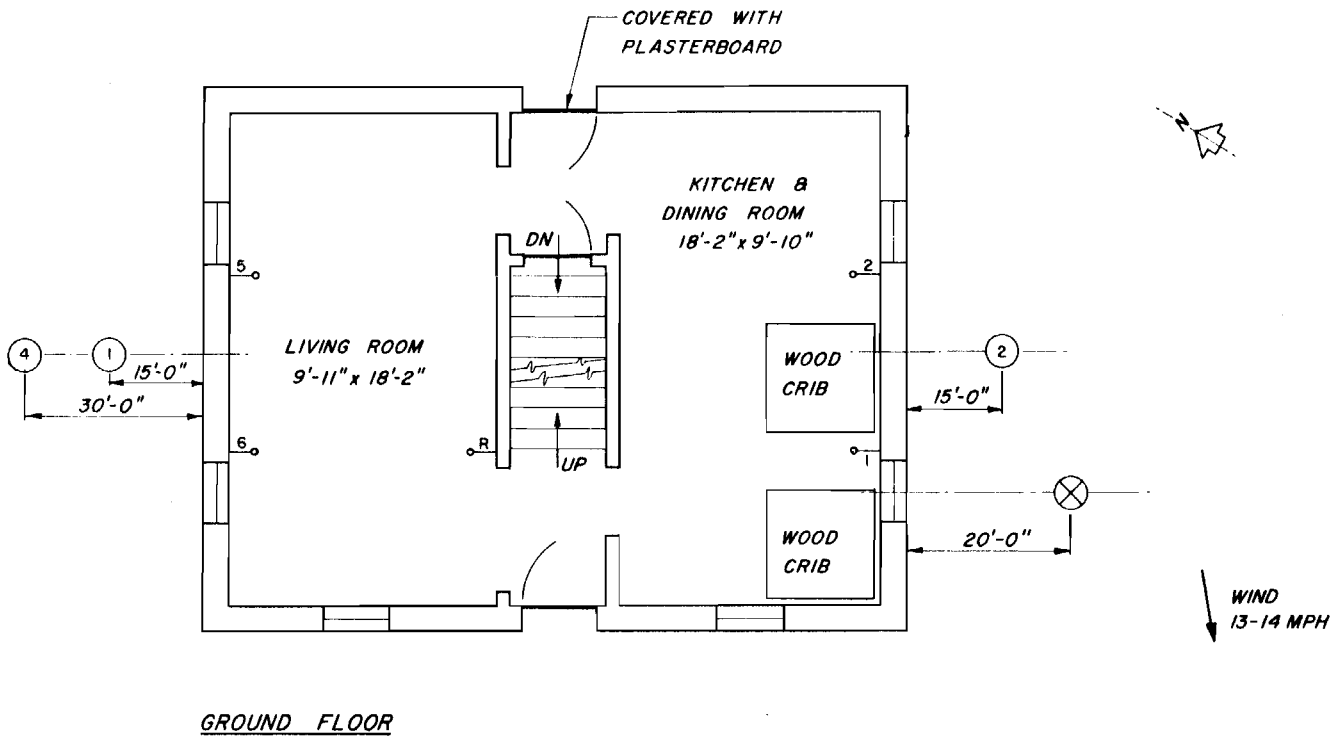 COVERED WITH
PLASTERBOARD
N
KITCHEN &
DINING ROOM
18'-2" x 9'-10"
DN
5
2
4
1
LIVING ROOM
9'-11" x 18'-2"
WOOD
CRIB
2
15'-0"
30'-0"
15'-0"
6
R
UP
1
WOOD
CRIB
20'-0"
WIND
13-14 MPH
GROUND FLOOR